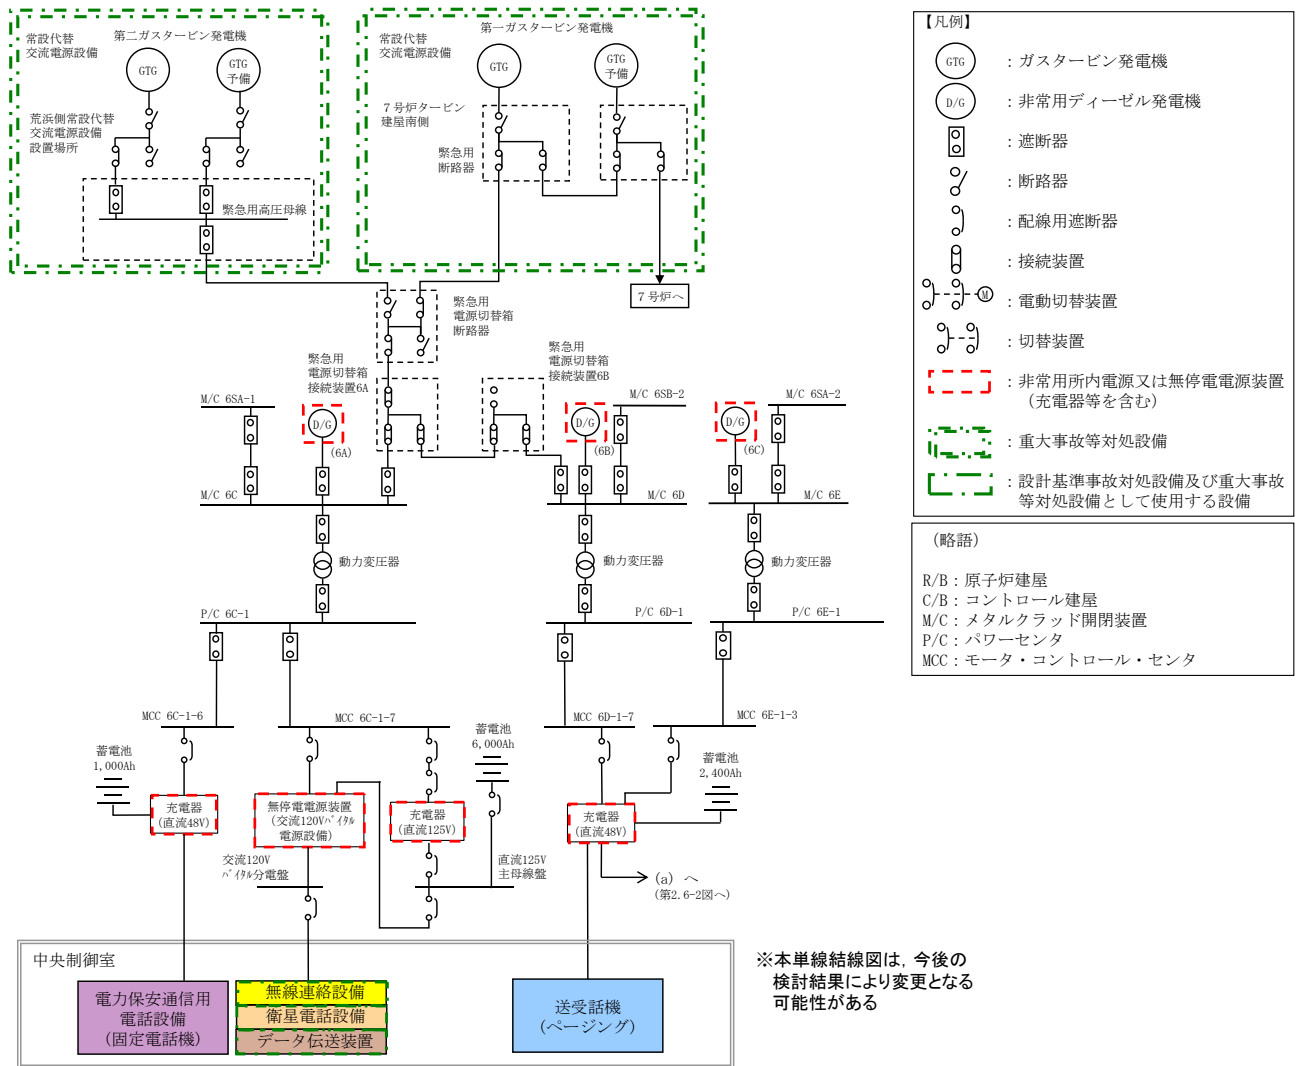 常設代替
交流電源設備
第二ガスタービン発電機
GTG
GTG
予備
荒浜側常設代替
交流電源設備
設置場所
緊急用高圧母線
常設代替
交流電源設備
第一ガスタービン発電機
GTG
GTG
予備
７号炉タービン
建屋南側
緊急用
断路器
７号炉へ
緊急用
電源切替箱
断路器
緊急用
電源切替箱
接続装置6A
緊急用
電源切替箱
接続装置6B
M/C 6SA-1
D/G
(6A)
M/C 6SB-2
D/G
(6B)
M/C 6SA-2
D/G
(6C)
M/C 6C
M/C 6D
M/C 6E
動力変圧器
動力変圧器
動力変圧器
P/C 6C-1
P/C 6D-1
P/C 6E-1
MCC 6C-1-6
MCC 6C-1-7
MCC 6D-1-7
MCC 6E-1-3
蓄電池
1,000Ah
蓄電池
6,000Ah
蓄電池
2,400Ah
充電器
(直流48V)
無停電電源装置
(交流120Vﾊﾞｲﾀﾙ
電源設備)
充電器
(直流125V)
充電器
(直流48V)
交流120V
ﾊﾞｲﾀﾙ分電盤
直流125V
主母線盤
(a) へ
(第2.6-2図へ)
中央制御室
電力保安通信用
電話設備
(固定電話機)
無線連絡設備
衛星電話設備
データ伝送装置
送受話機
(ページング)
※本単線結線図は，今後の
検討結果により変更となる
可能性がある
【凡例】
GTG
：ガスタービン発電機
D/G
：非常用ディーゼル発電機
：遮断器
：断路器
：配線用遮断器
：接続装置
M
：電動切替装置
：切替装置
：非常用所内電源又は無停電電源装置
（充電器等を含む）
：重大事故等対処設備
：設計基準事故対処設備及び重大事故
等対処設備として使用する設備
（略語）
R/B：原子炉建屋
C/B：コントロール建屋
M/C：メタルクラッド開閉装置
P/C：パワーセンタ
MCC：モータ・コントロール・センタ